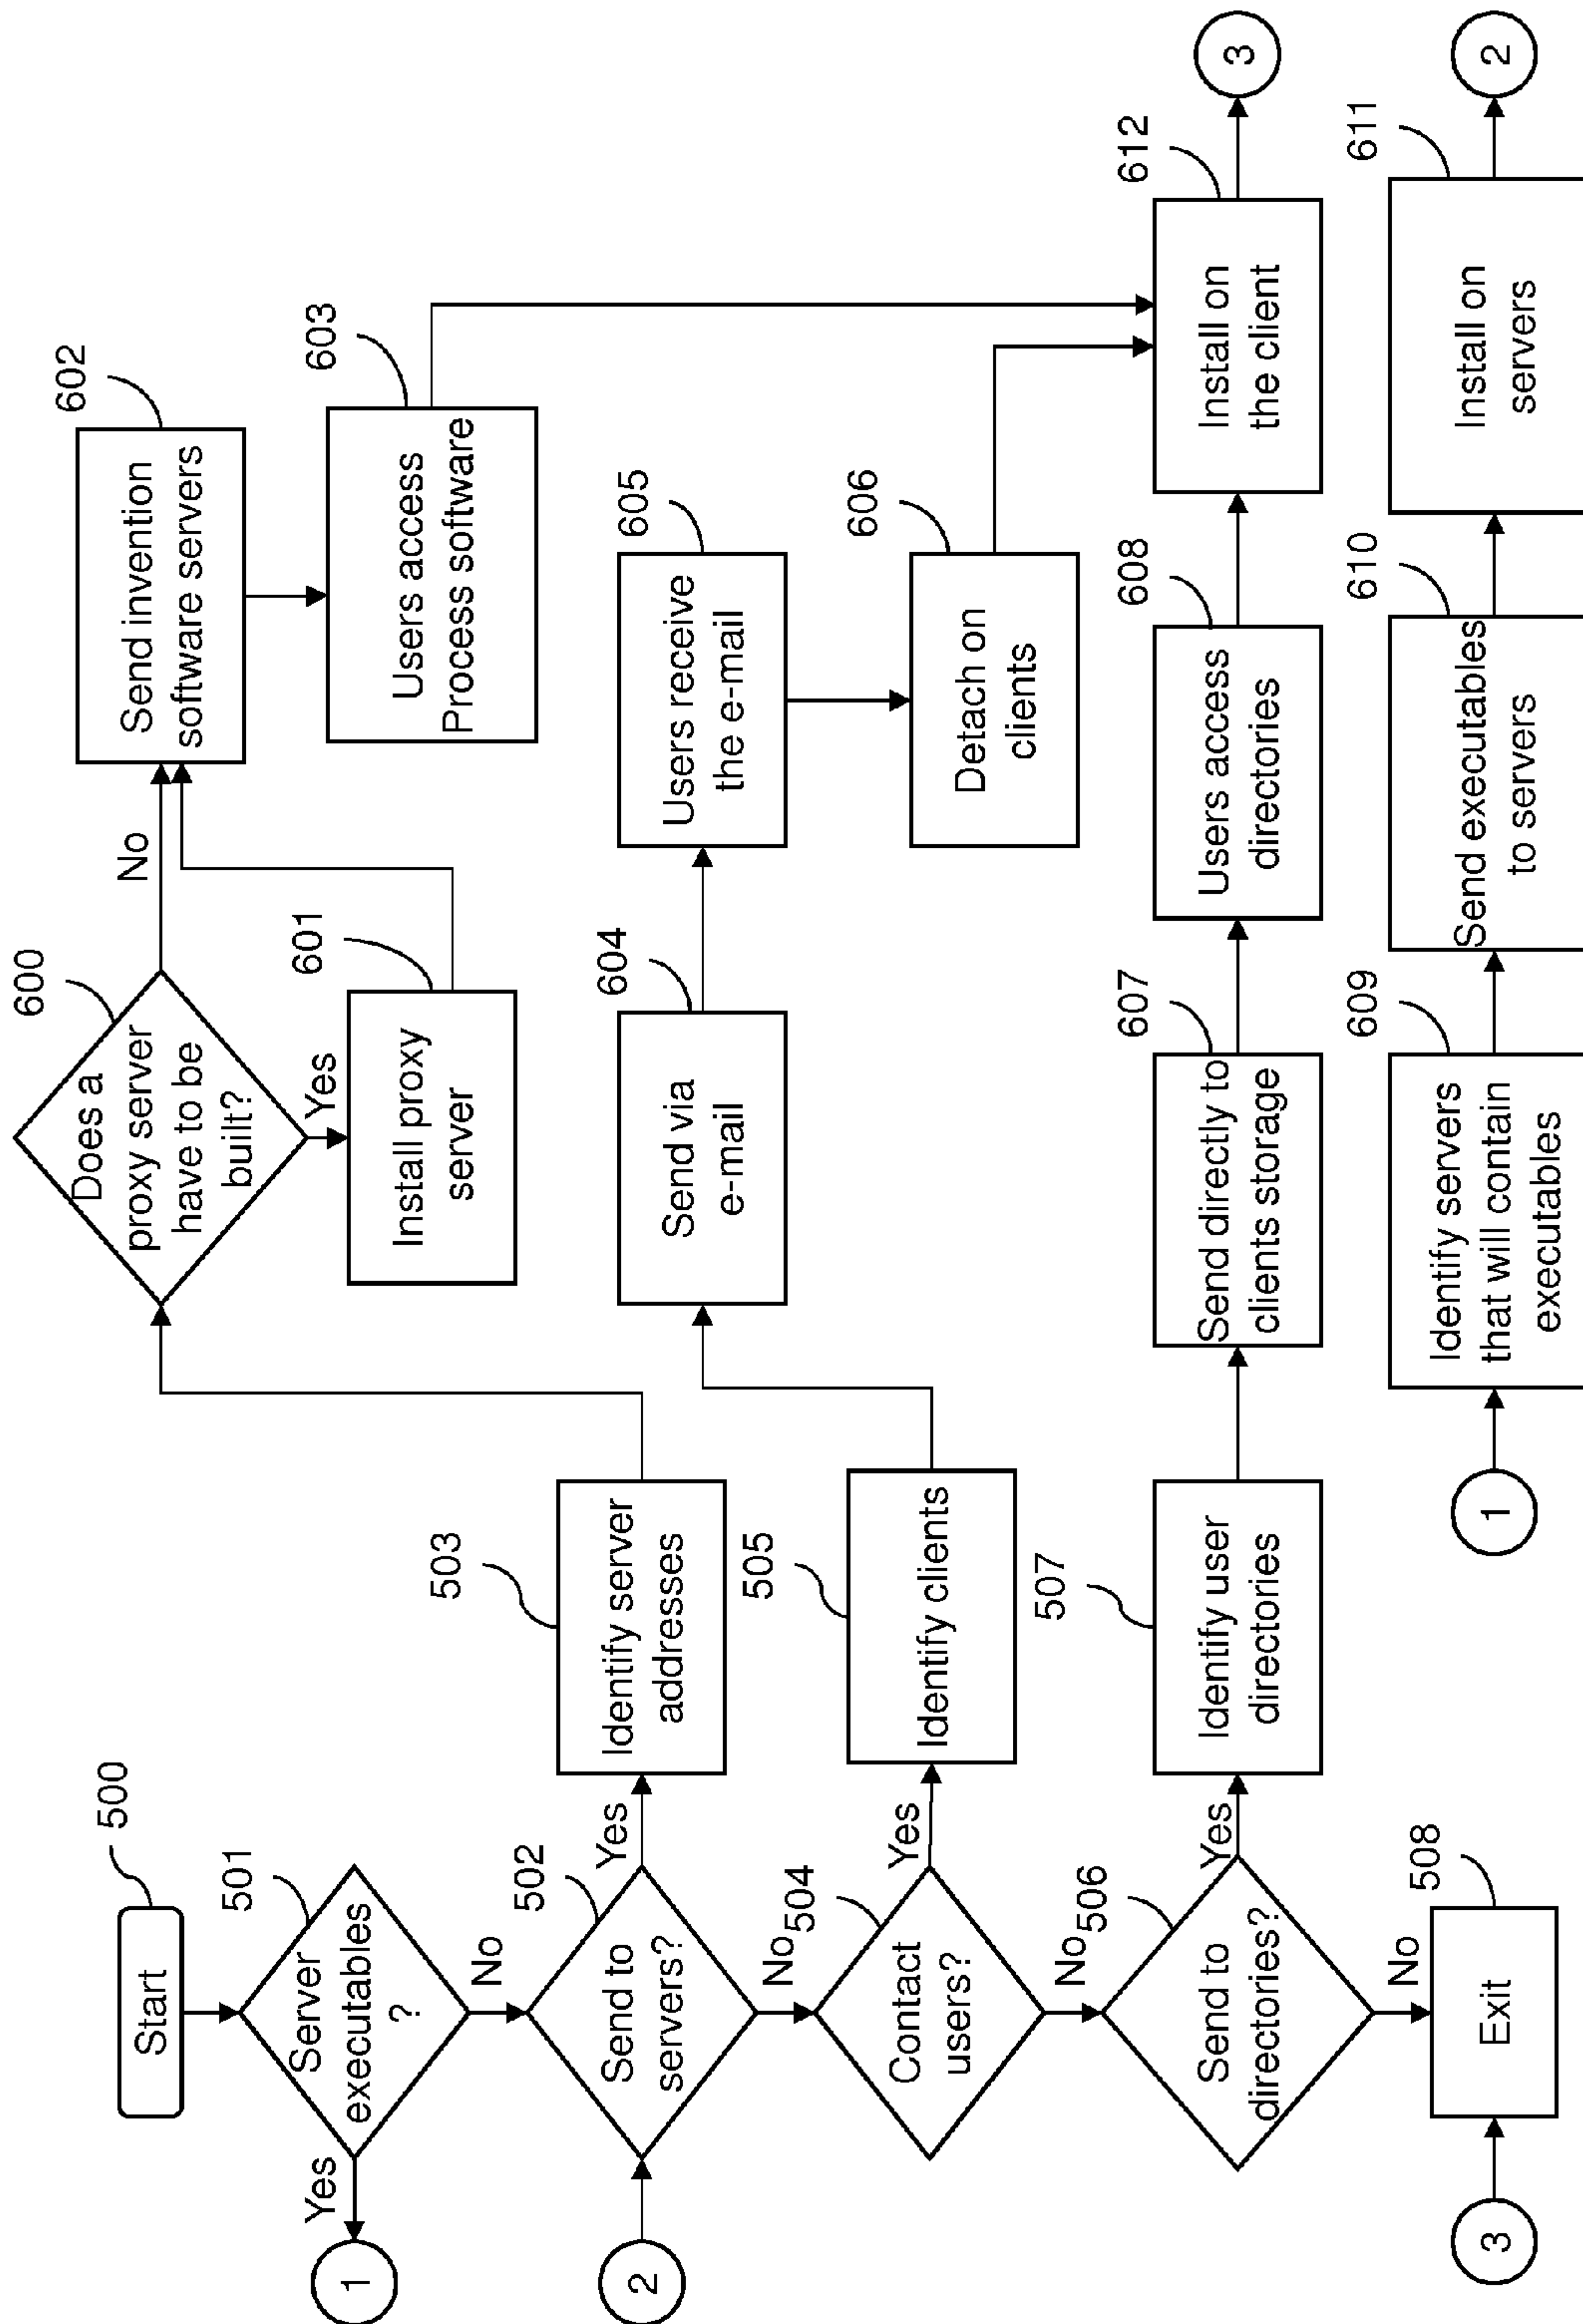 500
Start
501
Server
executables
?
Yes
1
No
502
Send to
servers?
2
Yes
503
Identify server
addresses
No
504
Contact
users?
Yes
505
Identify clients
No
506
Send to
directories?
Yes
507
Identify user
directories
No
508
Exit
3
600
Does a
proxy server
have to be
built?
No
Yes
601
Install proxy
server
602
Send invention
software servers
603
Users access
Process software
604
Send via
e-mail
605
Users receive
the e-mail
606
Detach on
clients
607
Send directly to
clients storage
608
Users access
directories
612
Install on
the client
3
1
609
Identify servers
that will contain
executables
610
Send executables
to servers
611
Install on
servers
2